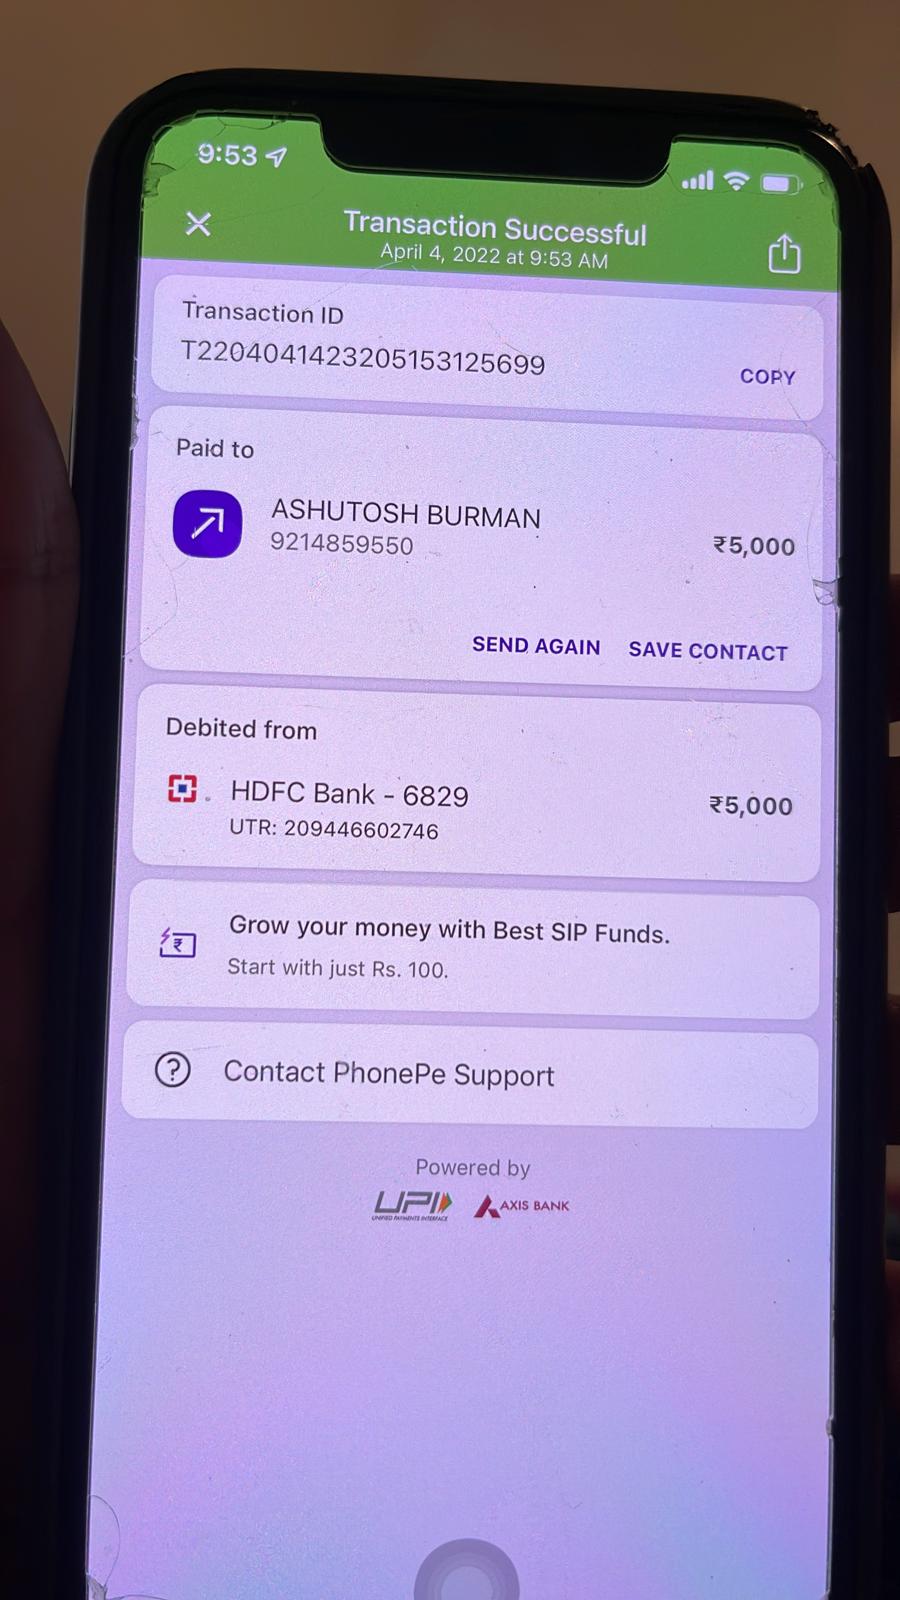 9:53
Transaction Successful
April 4, 2022 at 9:53 AM
Transaction ID
T2204041423205153125699
COPY
Paid to
ASHUTOSH BURMAN
9214859550
₹5,000
SEND AGAIN SAVE CONTACT
Debited from
HDFC Bank - 6829
₹5,000
UTR: 209446602746
Grow your money with Best SIP Funds.
Start with just Rs. 100.
Contact PhonePe Support
Powered by
UPI AXIS BANK
UNIFIED PAYMENTS INTERFACE